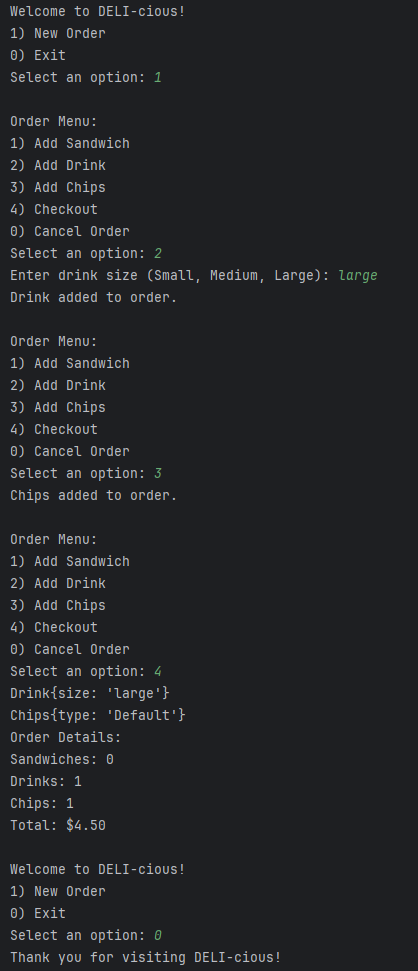 Welcome to DELI-cious!
1) New Order
0) Exit
Select an option: 1
Order Menu:
1) Add Sandwich
2) Add Drink
3) Add Chips
4) Checkout
0) Cancel Order
Select an option: 2
Enter drink size (Small, Medium, Large): large
Drink added to order.
Order Menu:
1) Add Sandwich
2) Add Drink
3) Add Chips
4) Checkout
0) Cancel Order
Select an option: 3
Chips added to order.
Order Menu:
1) Add Sandwich
2) Add Drink
3) Add Chips
4) Checkout
0) Cancel Order
Select an option: 4
Drink{size: 'large'}
Chips{type: 'Default'}
Order Details:
Sandwiches: 0
Drinks: 1
Chips: 1
Total: $4.50
Welcome to DELI-cious!
1) New Order
0) Exit
Select an option: 0
Thank you for visiting DELI-cious!